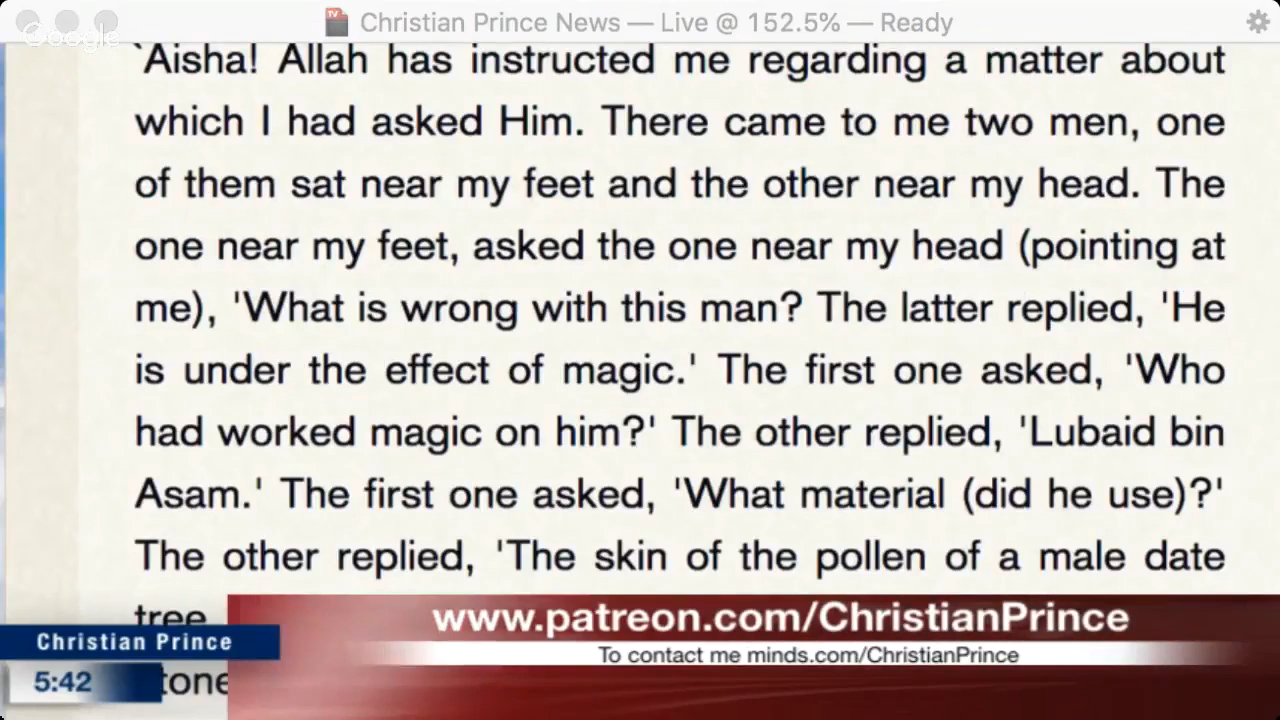 Christian Prince News — Live @ 152.5% — Ready
Google
`Aisha! Allah has instructed me regarding a matter about
which I had asked Him. There came to me two men, one
of them sat near my feet and the other near my head. The
one near my feet, asked the one near my head (pointing at
me), 'What is wrong with this man? The latter replied, 'He
is under the effect of magic.' The first one asked, 'Who
had worked magic on him?' The other replied, 'Lubaid bin
Asam.' The first one asked, 'What material (did he use)?'
The other replied, 'The skin of the pollen of a male date
tree
www.patreon.com/ChristianPrince
Christian Prince
To contact me minds.com/ChristianPrince
5:42